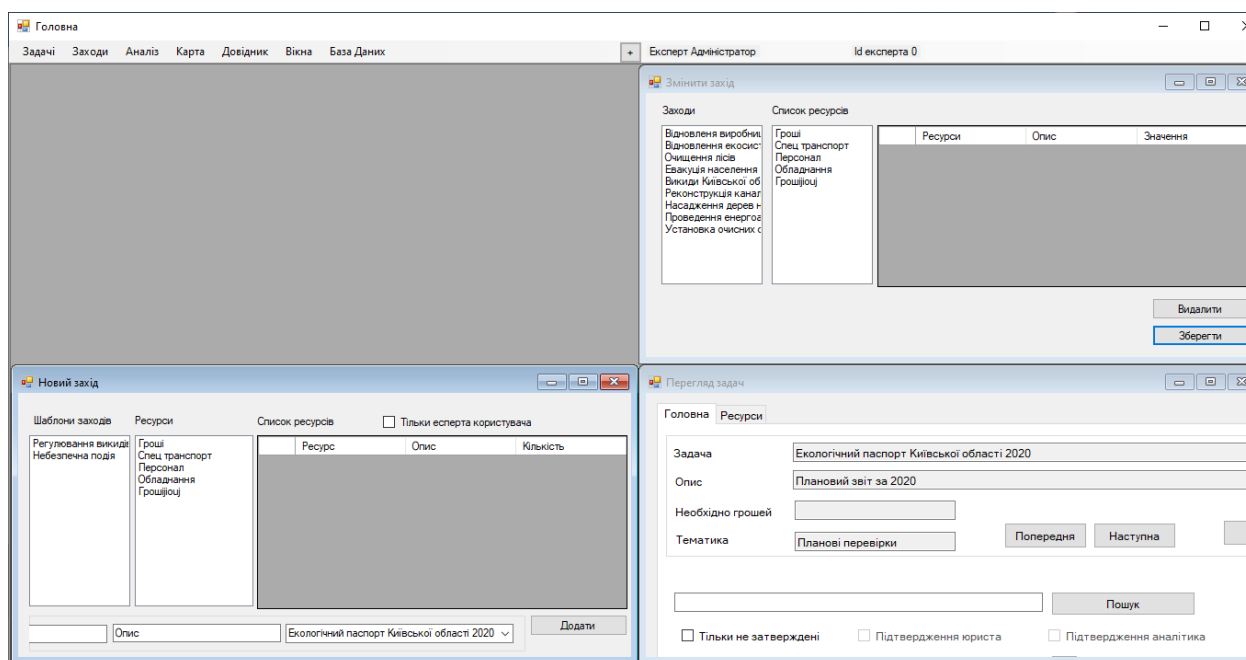 Головна
Задачі Заходи Аналіз Карта Довідник Вікна База Даних + Експерт Адміністратор Id експерта 0
Змінити захід
Заходи Список ресурсів
Ресурси Опис Значення
Відновленя виробниц
Відновлення екосист
Очищення лісів
Евакуція населення
Викиди Київської об
Реконструкція канал
Насадження дерев н
Проведення енергоа
Установка очисних с
Гроші
Спец транспорт
Персонал
Обладнання
Грошійоиј
Видалити
Зберегти
Новий захід
Шаблони заходів Ресурси Список ресурсів Тільки есперта користувача
Регулювання викидів
Небезпечна подія
Гроші
Спец транспорт
Персонал
Обладнання
Грошійоиј
Ресурс Опис Кількість
Опис Екологічний паспорт Київської області 2020 Додати
Перегляд задач
Головна Ресурси
Задача Екологічний паспорт Київської області 2020
Опис Плановий звіт за 2020
Необхідно грошей
Тематика Планові перевірки Попередня Наступна
Пошук
Тільки не затверджені Підтвердження юриста Підтвердження аналітика